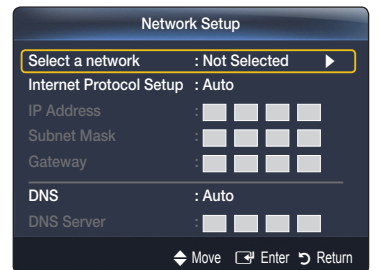 Network Setup
Select a network : Not Selected ▶
Internet Protocol Setup : Auto
IP Address :
Subnet Mask :
Gateway :
DNS : Auto
DNS Server :
Move Enter Return